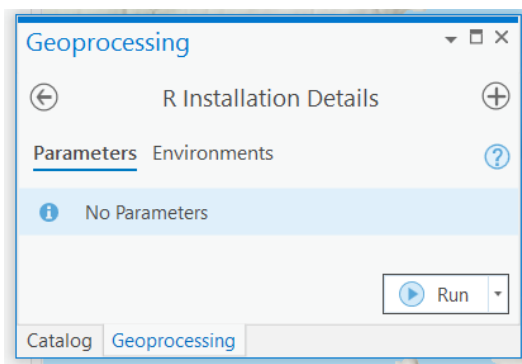 Geoprocessing
R Installation Details
Parameters Environments
No Parameters
Run
Catalog Geoprocessing